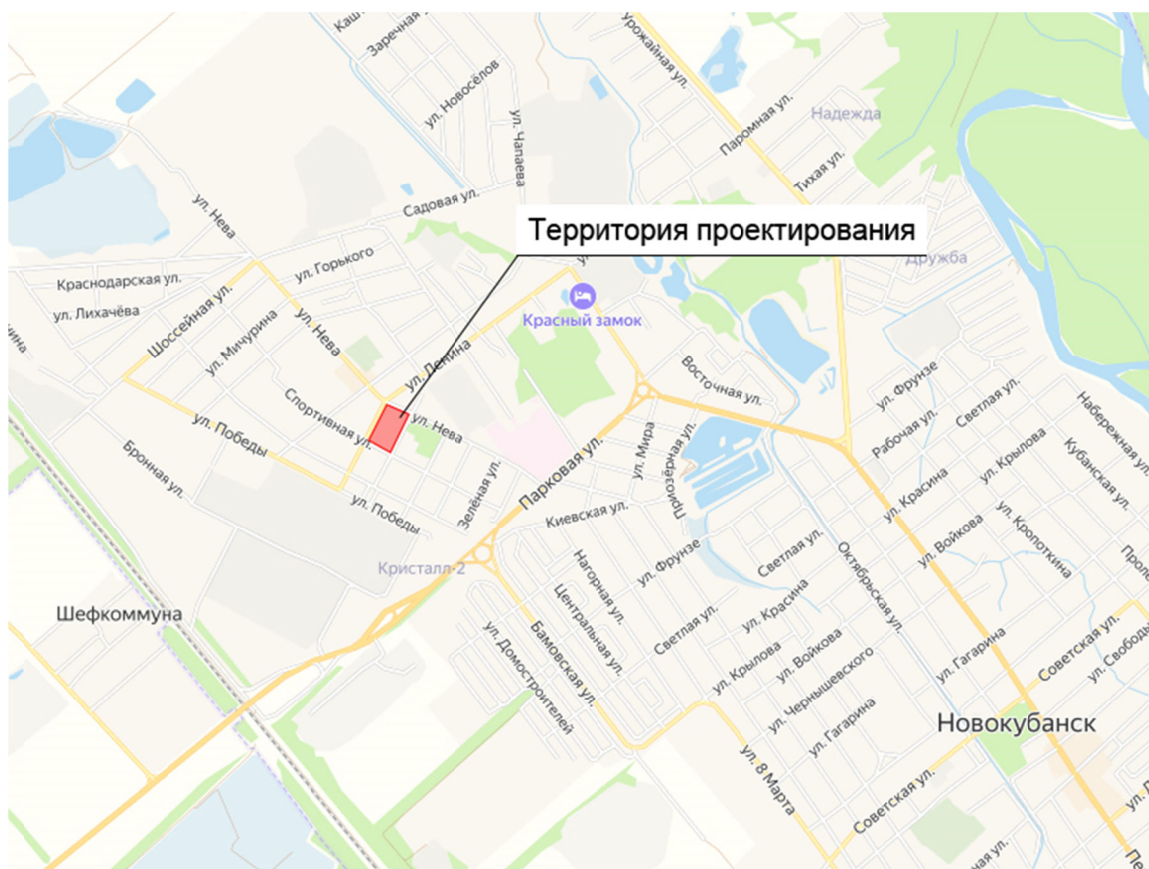 Заречная ул.
ул. Новосёлов
ул. Чапаева
Урожайная ул.
Паромная ул.
Надежда
Тихая ул.
ул. Нева
Садовая ул.
Территория проектирования
Дружба
Краснодарская ул.
ул. Горького
ул. Лихачёва
Шоссейная ул.
ул. Нева
Красный замок
ул. Мичурина
ул. Ленина
Восточная ул.
ул. Фрунзе
Спортивная ул.
ул. Нева
Рабочая ул.
Светлая ул.
Набережная ул.
ул. Победы
Бронная ул.
Парковая ул.
ул. Мира
Приозёрная ул.
ул. Крылова
Кубанская ул.
ул. Красина
Зелёная ул.
ул. Победы
Киевская ул.
ул. Войкова
ул. Кропоткина
Кристалл-2
Нагорная ул.
ул. Фрунзе
Светлая ул.
Октябрьская ул.
Шефкоммуна
Центральная ул.
ул. Красина
Светлая ул.
Бамовская ул.
ул. Домостроителей
ул. Войкова
ул. Крылова
ул. Гагарина
Советская ул.
ул. Свободы
ул. Чернышевского
ул. Гагарина
Новокубанск
ул. 8 Марта
Советская ул.